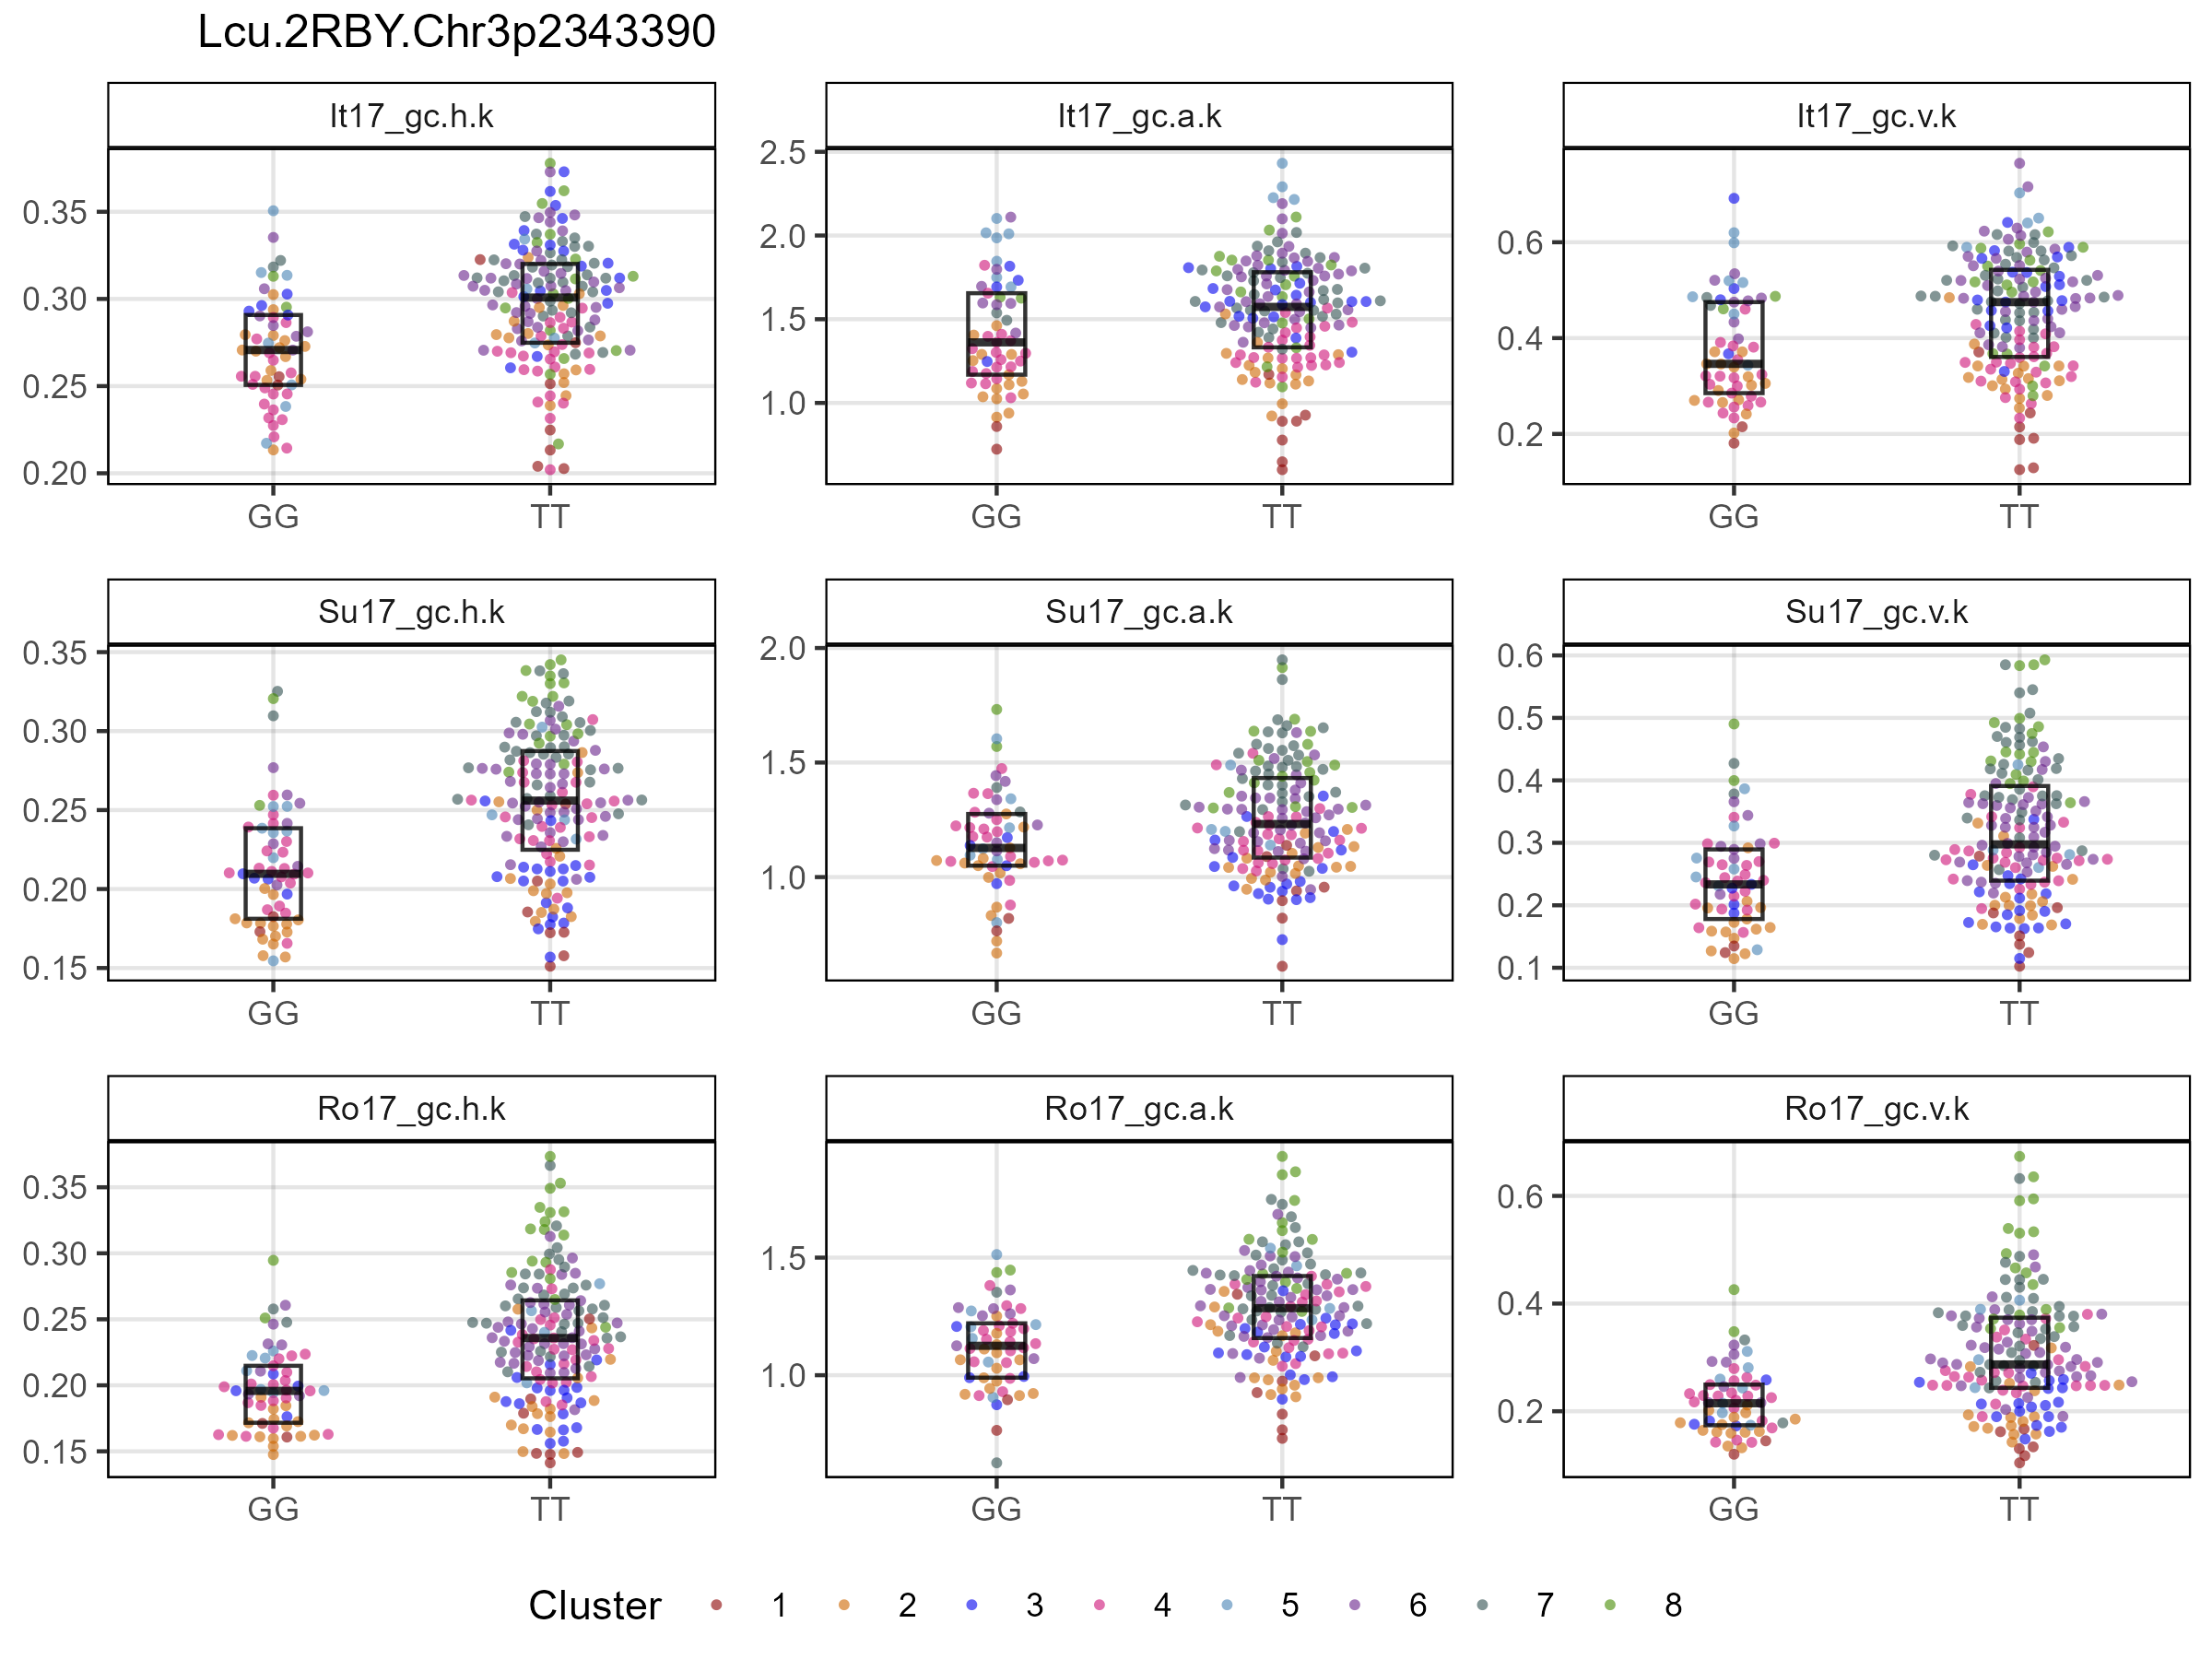 Lcu.2RBY.Chr3p2343390
It17_gc.h.k
It17_gc.a.k
It17_gc.v.k
0.35
0.30
0.25
0.20
GG TT
2.5
2.0
1.5
1.0
GG TT
0.6
0.4
0.2
GG TT
Su17_gc.h.k
Su17_gc.a.k
Su17_gc.v.k
0.35
0.30
0.25
0.20
0.15
GG TT
2.0
1.5
1.0
GG TT
0.6
0.5
0.4
0.3
0.2
0.1
GG TT
Ro17_gc.h.k
Ro17_gc.a.k
Ro17_gc.v.k
0.35
0.30
0.25
0.20
0.15
GG TT
1.5
1.0
GG TT
0.6
0.4
0.2
GG TT
Cluster 1 2 3 4 5 6 7 8